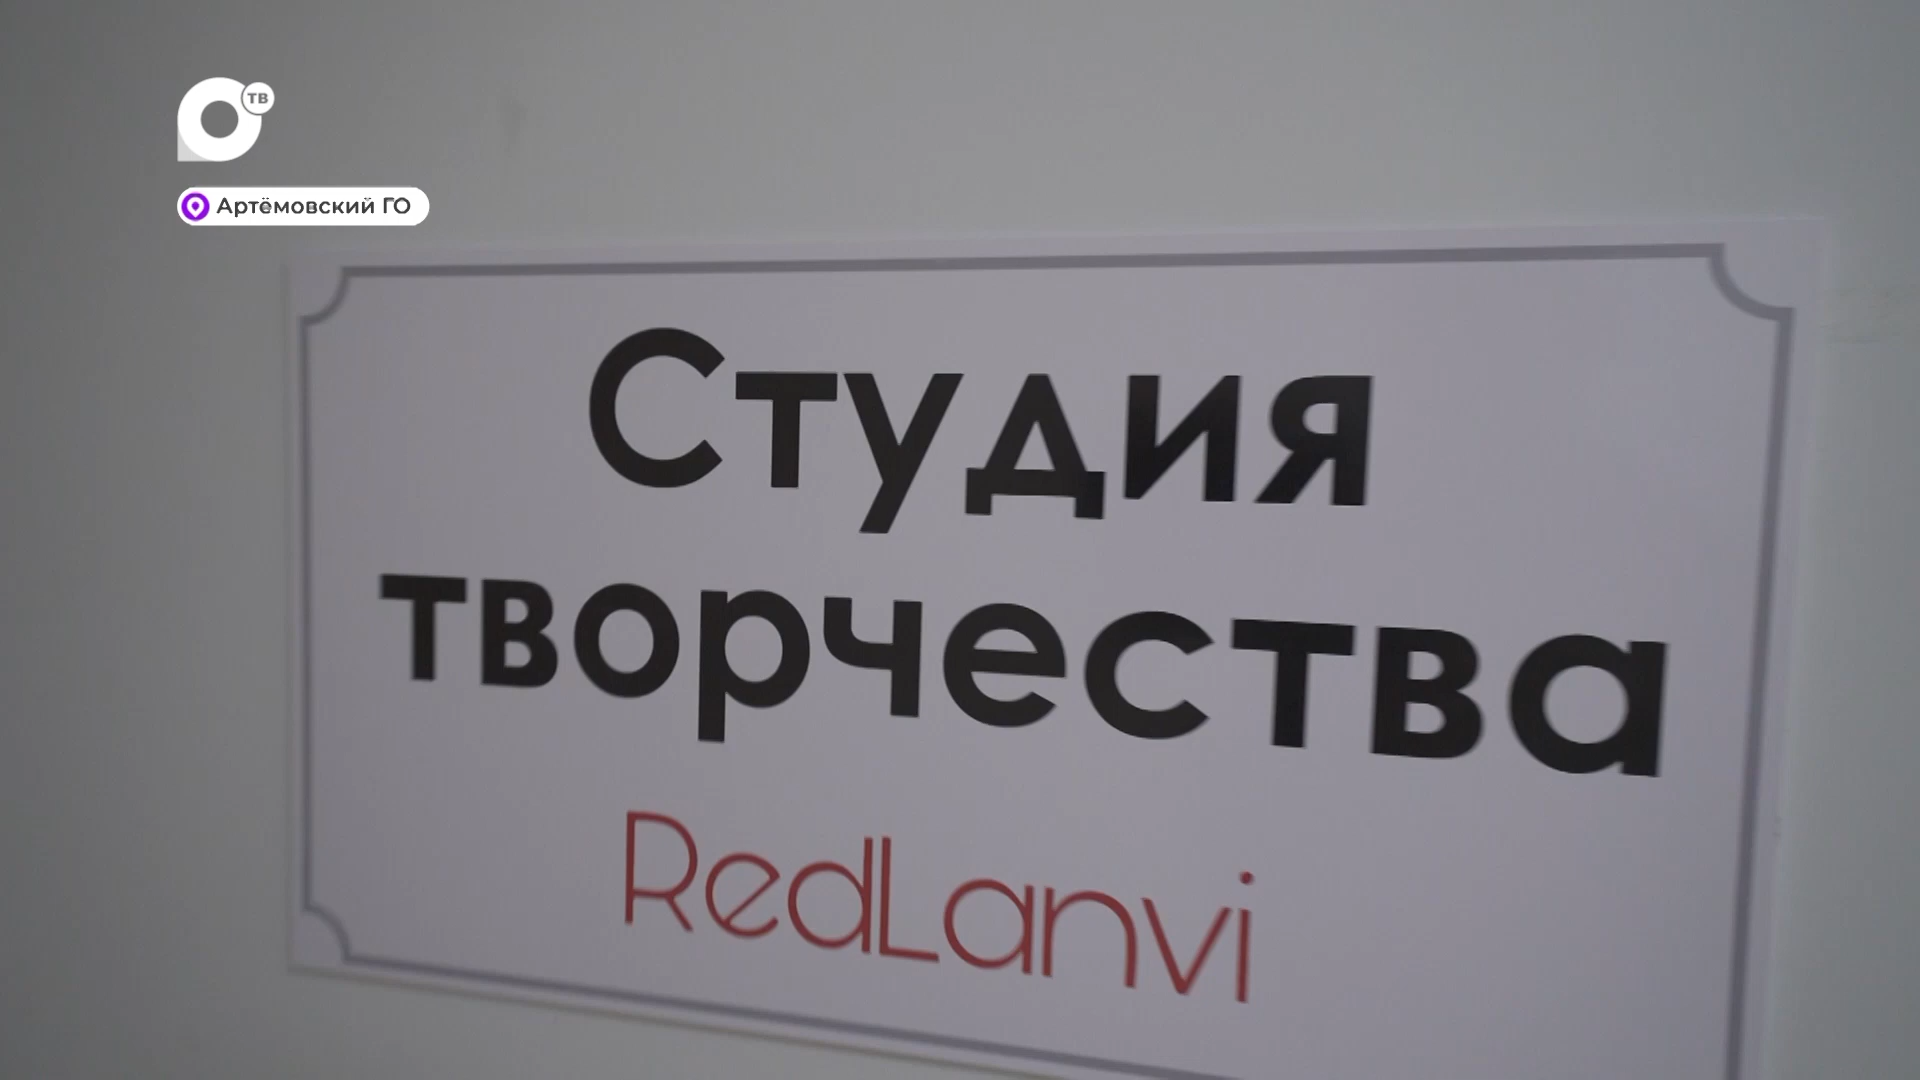 ТВ
Артёмовский ГО
Студия
творчества
RedLanvi